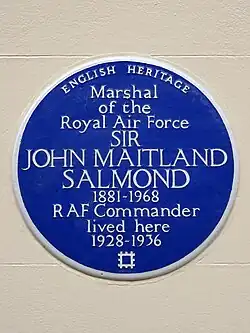 ENGLISH HERITAGE
Marshal
of the
Royal Air Force
SIR
JOHN MAITLAND
SALMOND
1881-1968
RAF Commander
lived here
1928-1936